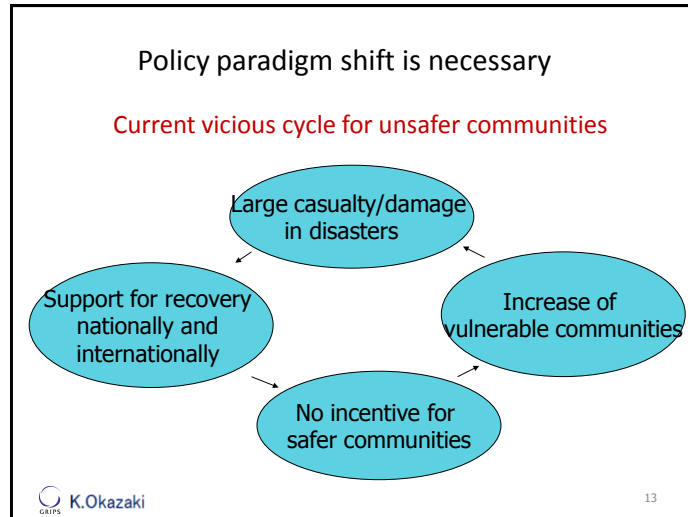 Policy paradigm shift is necessary
Current vicious cycle for unsafer communities
Large casualty/damage
in disasters
Support for recovery
nationally and
internationally
Increase of
vulnerable communities
No incentive for
safer communities
GRIPS
K.Okazaki
13